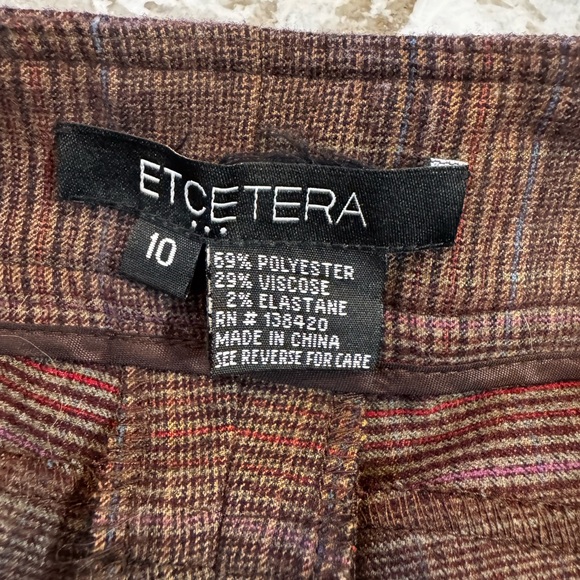 ETCETERA
10
69% POLYESTER
29% VISCOSE
2% ELASTANE
RN # 138420
MADE IN CHINA
SEE REVERSE FOR CARE